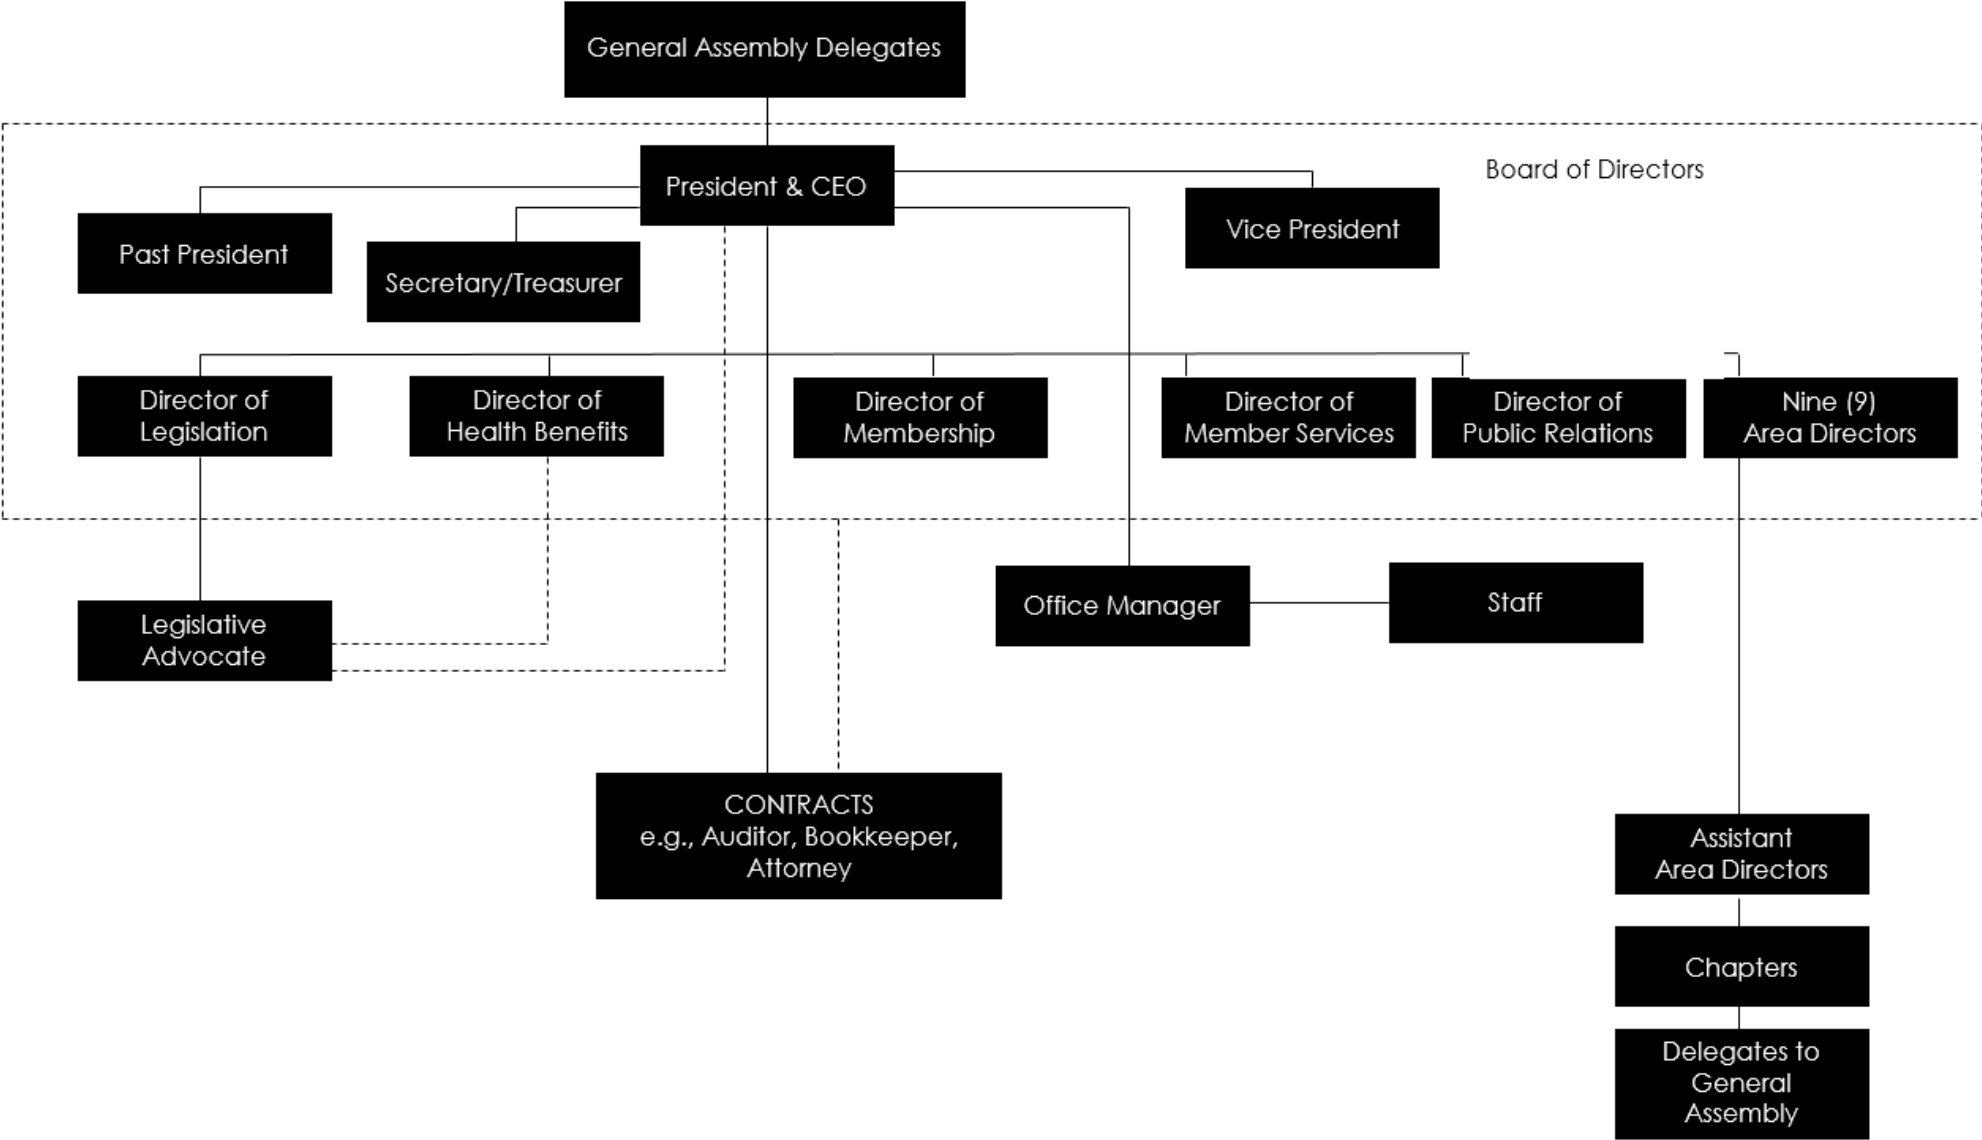 General Assembly Delegates
Board of Directors
President & CEO
Vice President
Past President
Secretary/Treasurer
Director of
Legislation
Director of
Health Benefits
Director of
Membership
Director of
Member Services
Director of
Public Relations
Nine (9)
Area Directors
Legislative
Advocate
Office Manager
Staff
CONTRACTS
e.g., Auditor, Bookkeeper,
Attorney
Assistant
Area Directors
Chapters
Delegates to
General
Assembly